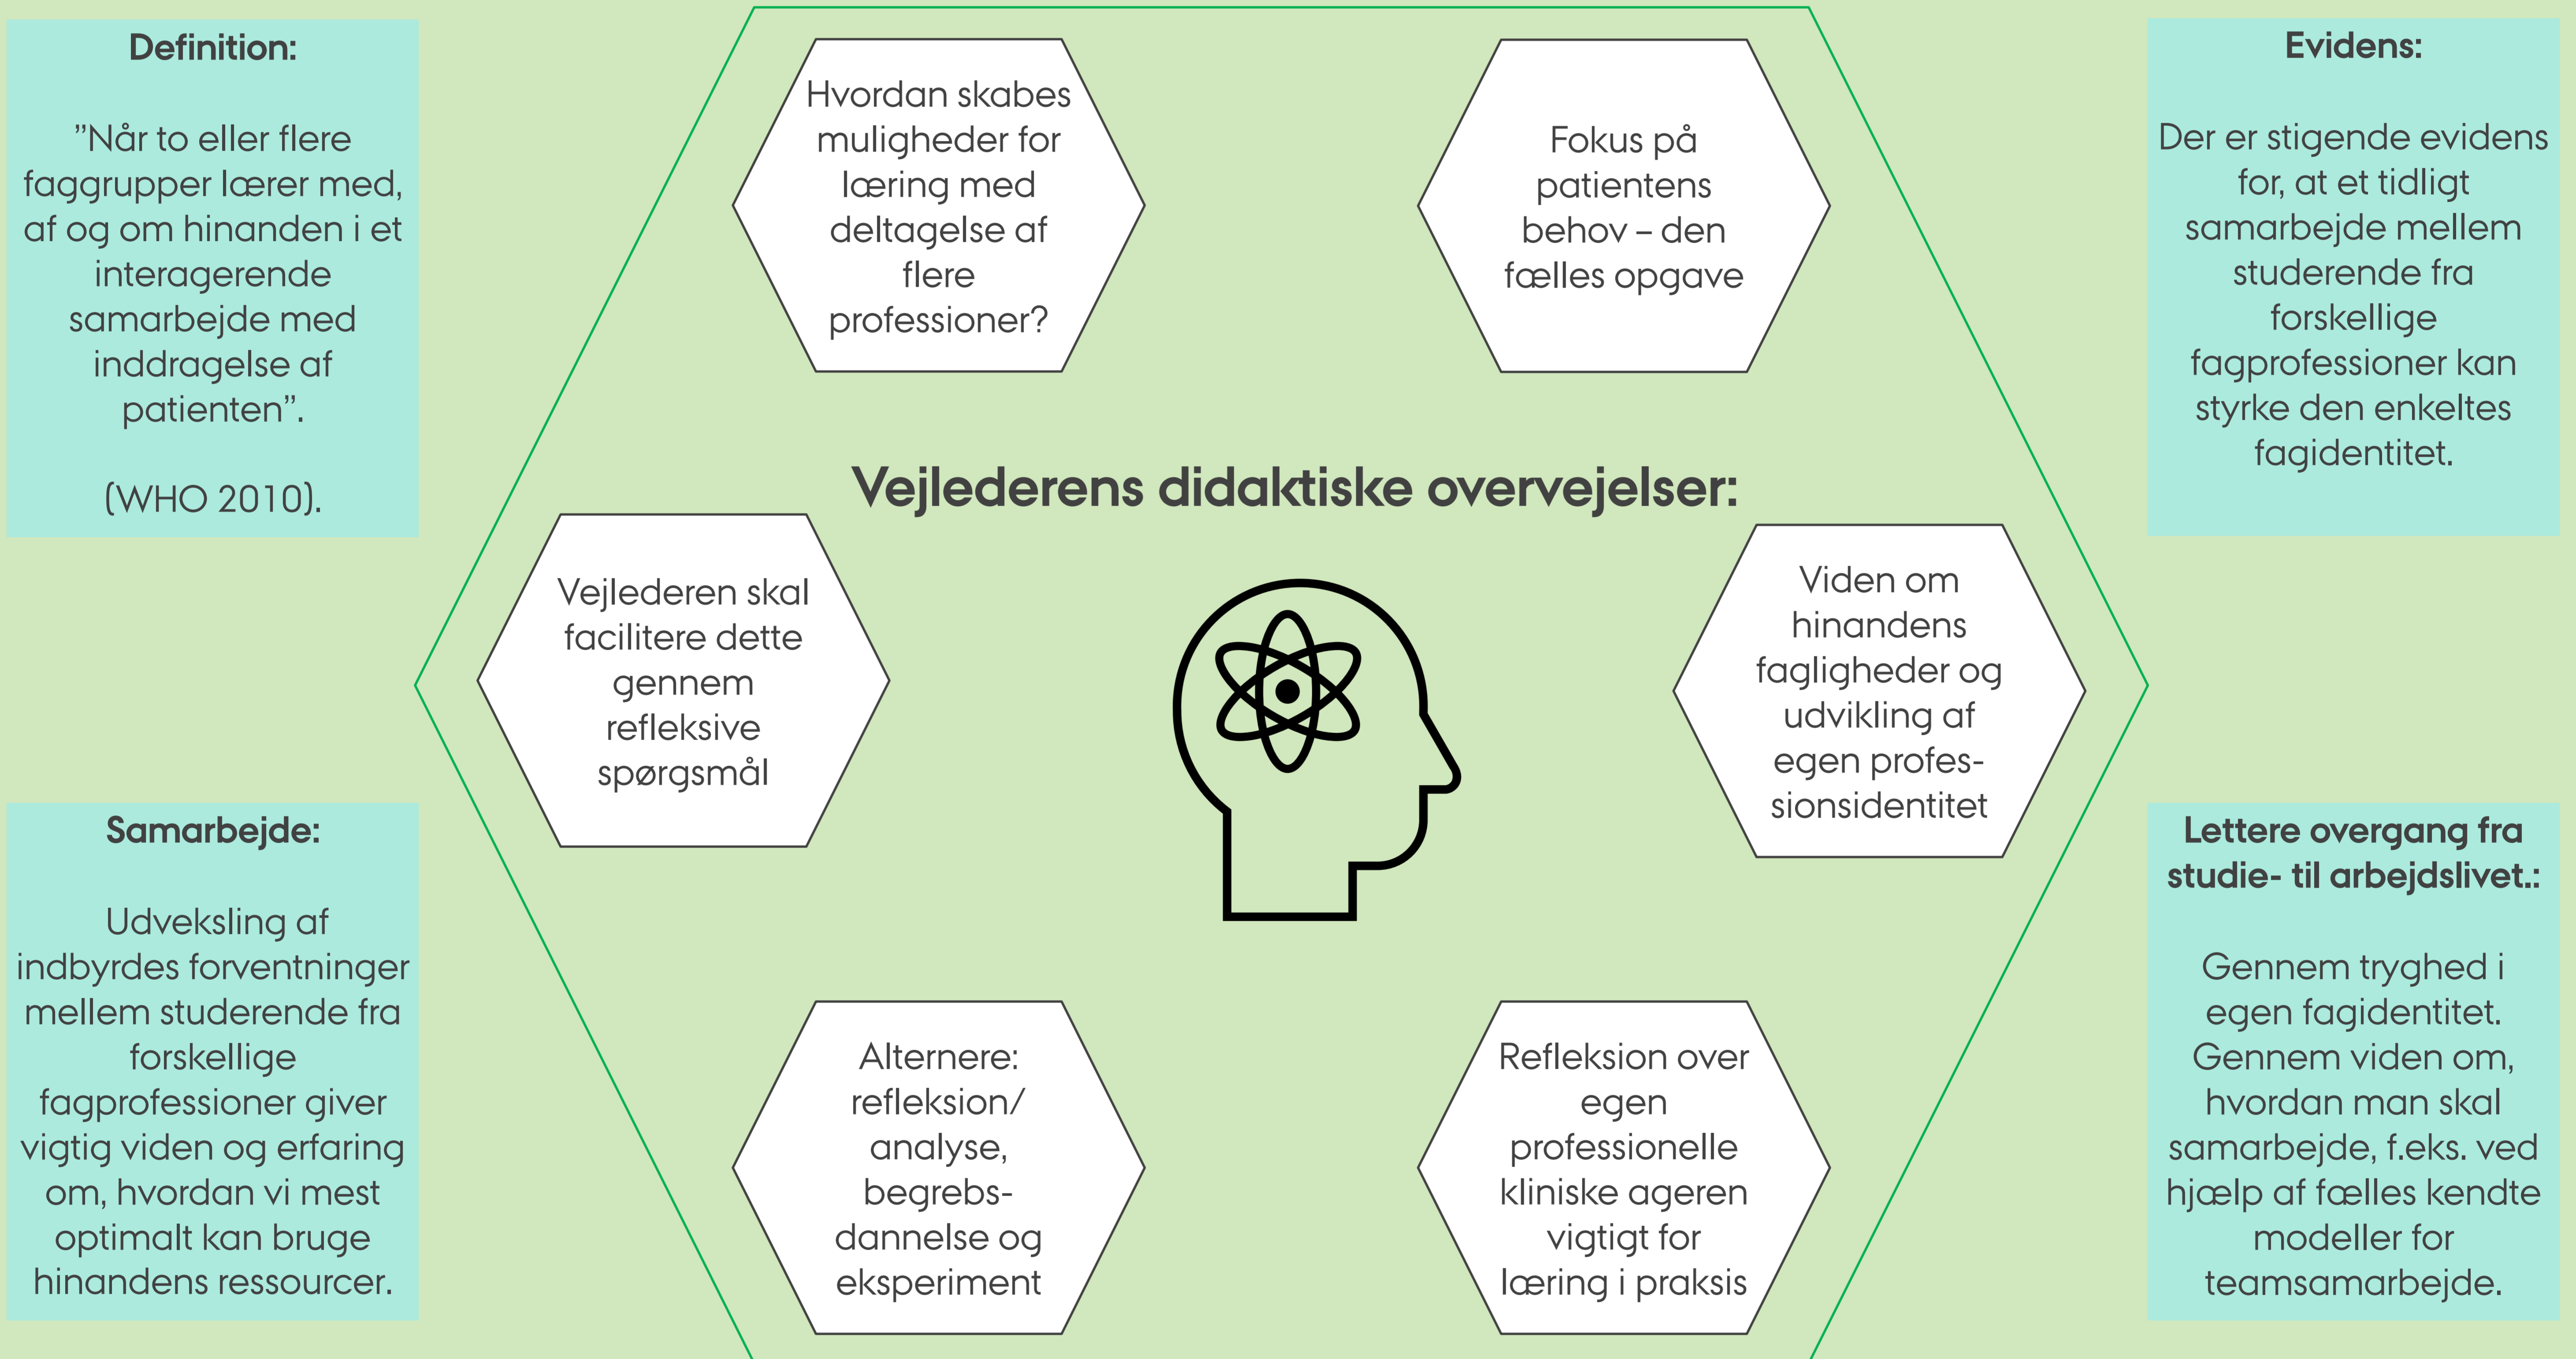 Definition:
”Når to eller flere
faggrupper lærer med,
af og om hinanden i et
interagerende
samarbejde med
inddragelse af
patienten”.
(WHO 2010).
Hvordan skabes
muligheder for
læring med
deltagelse af
flere
professioner?
Fokus på
patientens
behov – den
fælles opgave
Evidens:
Der er stigende evidens
for, at et tidligt
samarbejde mellem
studerende fra
forskellige
fagprofessioner kan
styrke den enkeltes
fagidentitet.
Vejlederens didaktiske overvejelser:
Vejlederen skal
facilitere dette
gennem
refleksive
spørgsmål
Viden om
hinandens
fagligheder og
udvikling af
egen profes-
sionsidentitet
Samarbejde:
Udveksling af
indbyrdes forventninger
mellem studerende fra
forskellige
fagprofessioner giver
vigtig viden og erfaring
om, hvordan vi mest
optimalt kan bruge
hinandens ressourcer.
Alternere:
refleksion/
analyse,
begrebs-
dannelse og
eksperiment
Refleksion over
egen
professionelle
kliniske ageren
vigtigt for
læring i praksis
Lettere overgang fra
studie- til arbejdslivet.:
Gennem tryghed i
egen fagidentitet.
Gennem viden om,
hvordan man skal
samarbejde, f.eks. ved
hjælp af fælles kendte
modeller for
teamsamarbejde.